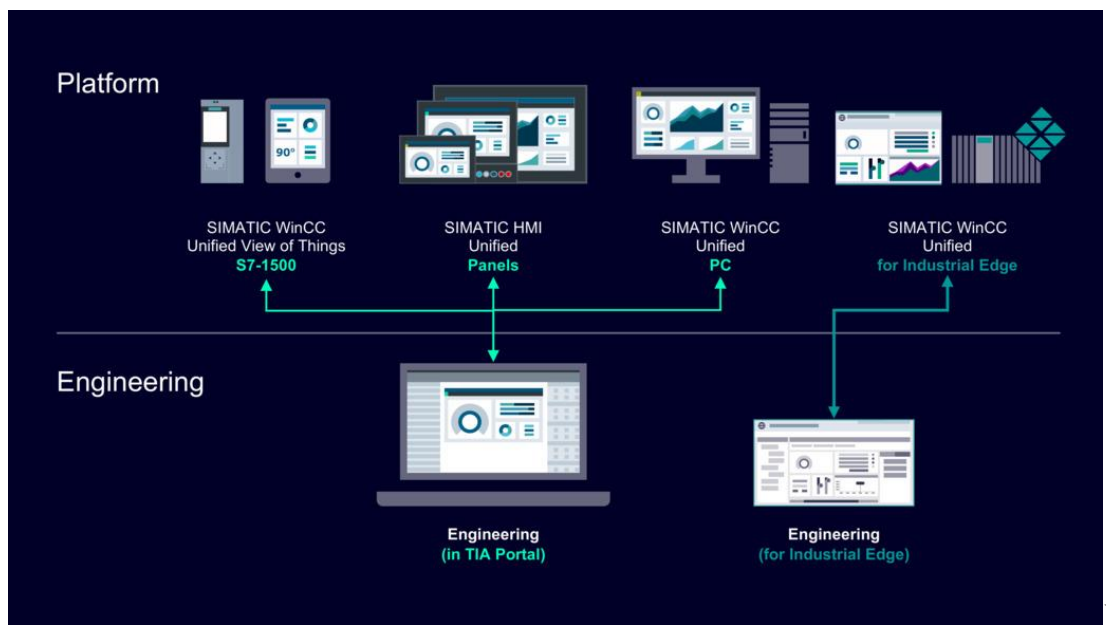 Platform
90°
SIMATIC WinCC
Unified View of Things
S7-1500
SIMATIC HMI
Unified
Panels
SIMATIC WinCC
Unified
PC
SIMATIC WinCC
Unified
for Industrial Edge
Engineering
Engineering
(in TIA Portal)
Engineering
(for Industrial Edge)